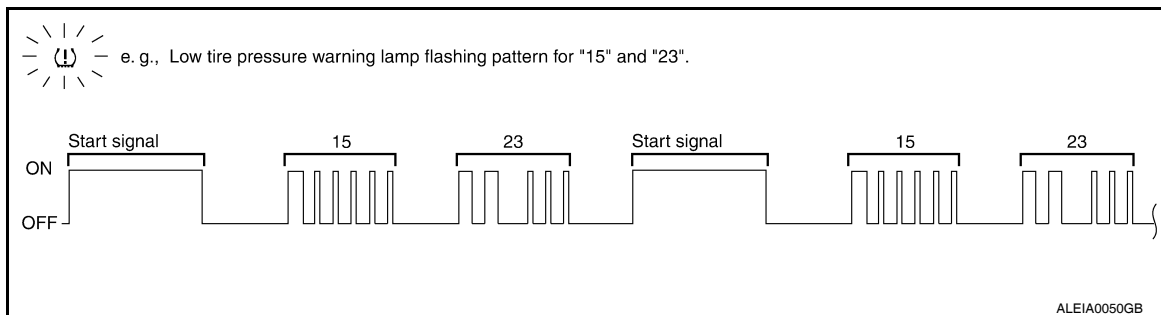 e. g., Low tire pressure warning lamp flashing pattern for "15" and "23".
Start signal 15 23 Start signal 15 23
ON
OFF
ALEIA0050GB